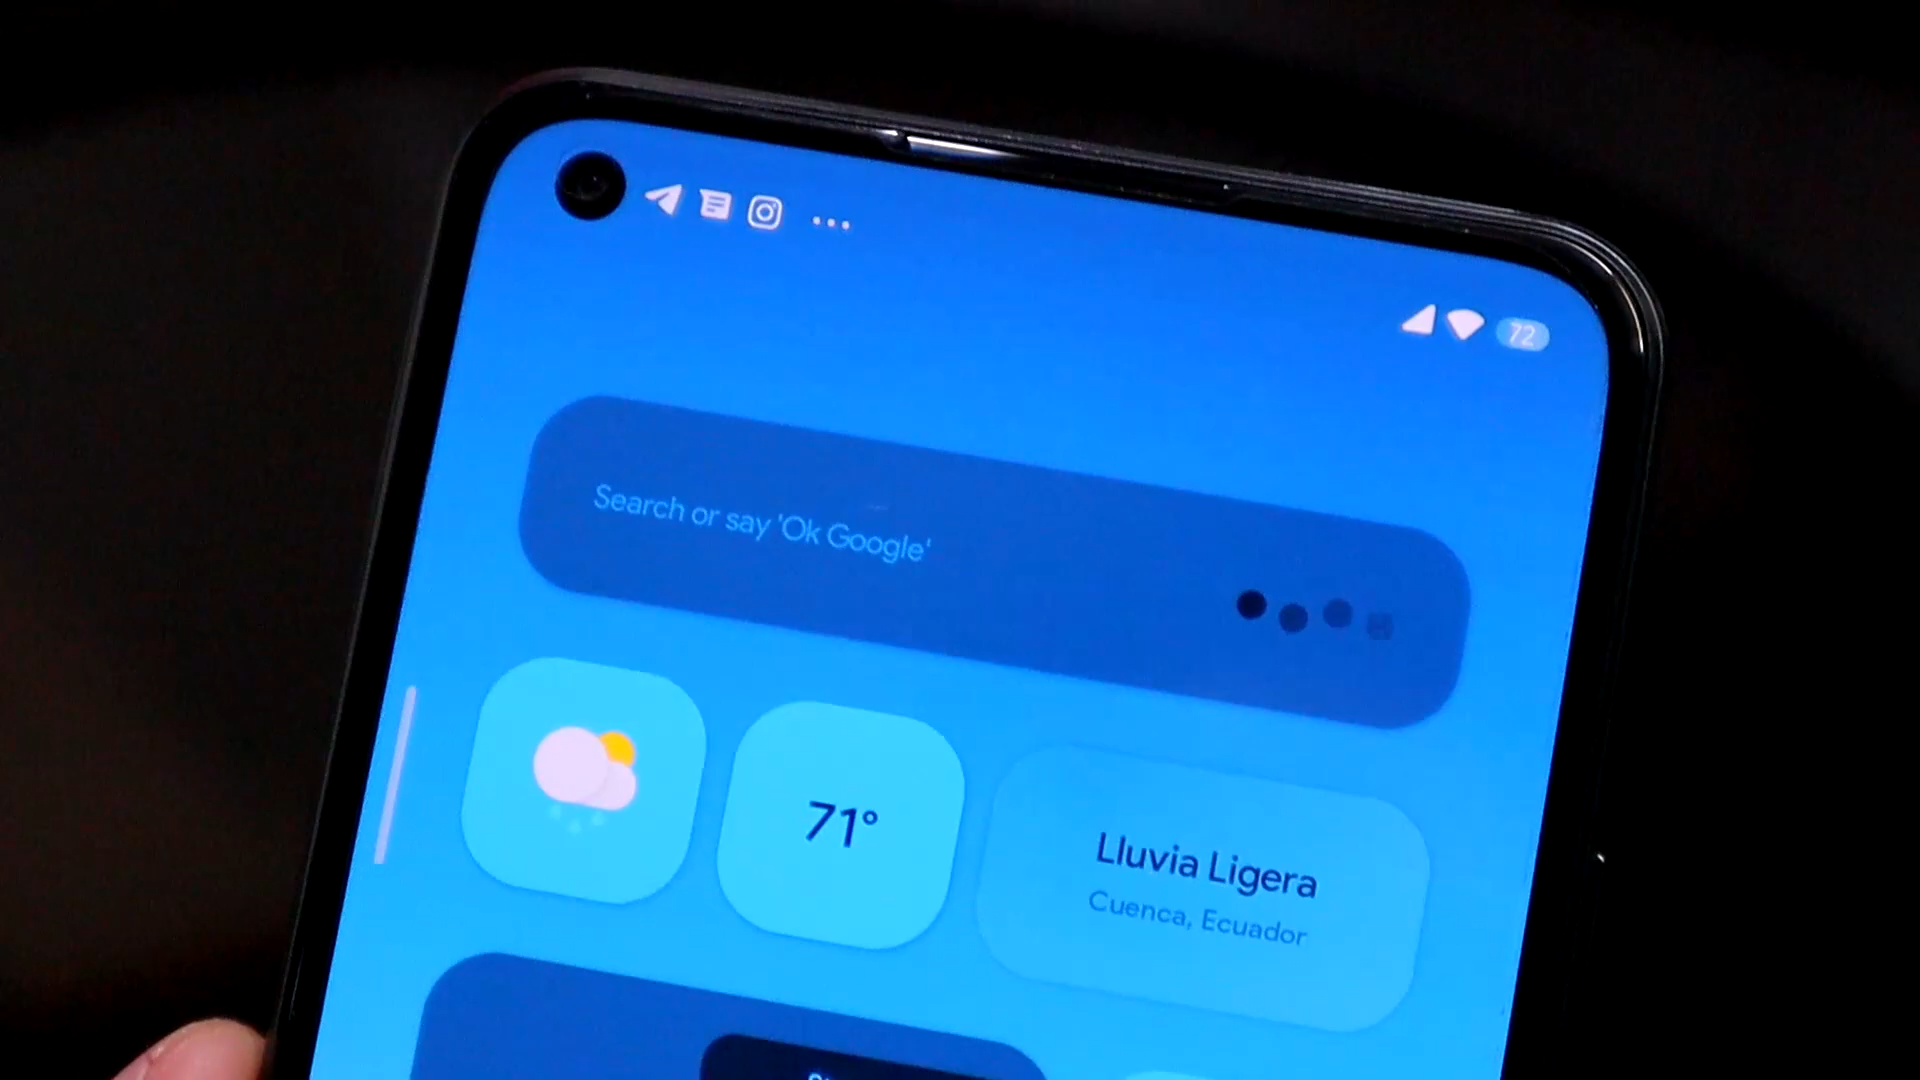 72
Search or say 'Ok Google'
71°
Lluvia Ligera
Cuenca, Ecuador